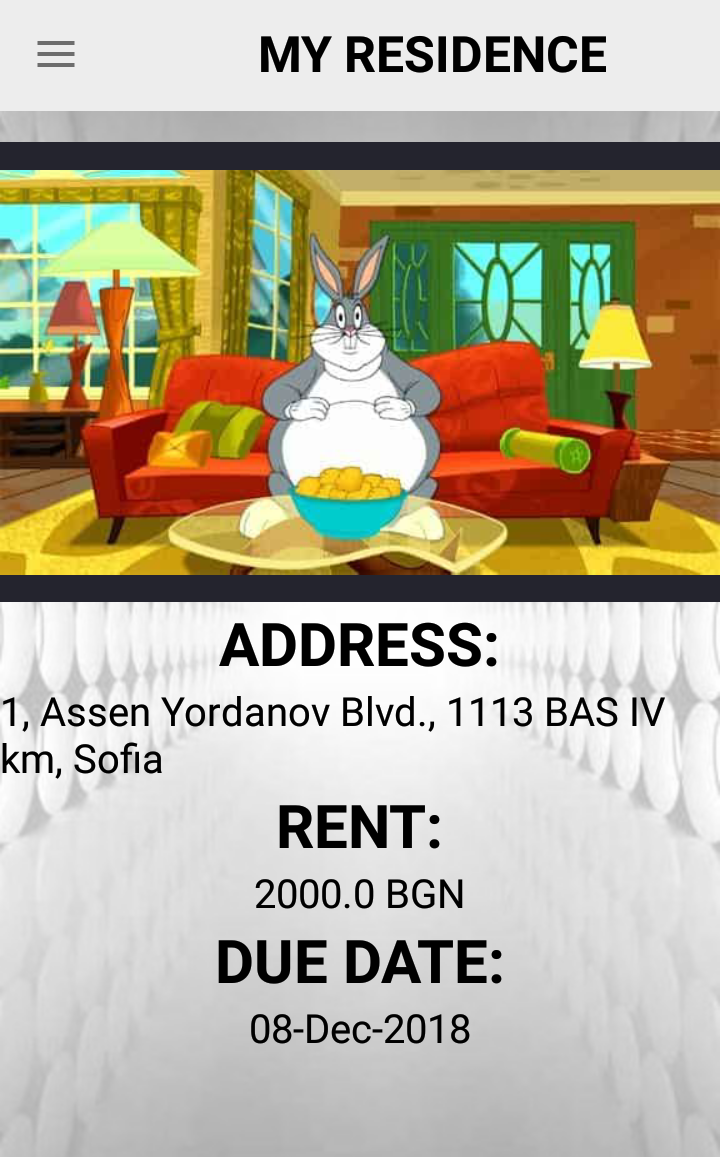 MY RESIDENCE
ADDRESS:
1, Assen Yordanov Blvd., 1113 BAS IV
km, Sofia
RENT:
2000.0 BGN
DUE DATE:
08-Dec-2018